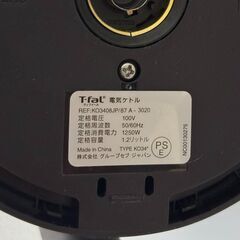 T-fal 電気ケトル
REF:KO3408JP/87 A - 3020
定格電圧 100V
定格周波数 50/60Hz
定格消費電力 1250W
定格容量 1.2リットル
Made in China TYPE KO34*
株式会社 グループセブ ジャパン
PS
E